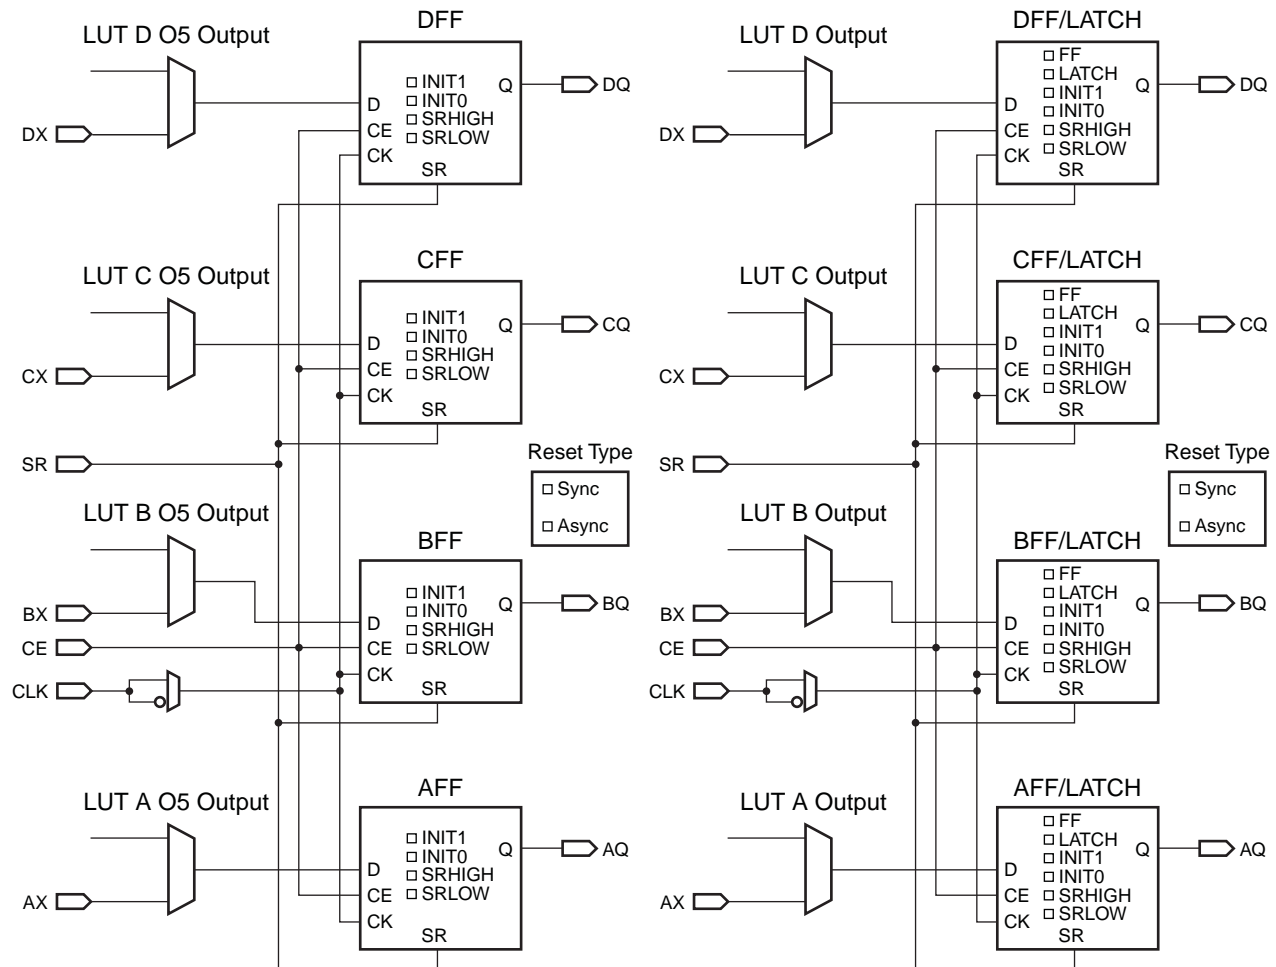 DFF
LUT D O5 Output
INIT1
INIT0
SRHIGH
SRLOW
D
CE
CK
SR
Q
DQ
DX
CFF
LUT C O5 Output
INIT1
INIT0
SRHIGH
SRLOW
D
CE
CK
SR
Q
CQ
CX
SR
Reset Type
Sync
Async
BFF
LUT B O5 Output
INIT1
INIT0
SRHIGH
SRLOW
D
CE
CK
SR
Q
BQ
BX
CE
CLK
AFF
LUT A O5 Output
INIT1
INIT0
SRHIGH
SRLOW
D
CE
CK
SR
Q
AQ
AX
DFF/LATCH
LUT D Output
FF
LATCH
INIT1
INIT0
SRHIGH
SRLOW
D
CE
CK
SR
Q
DQ
DX
CFF/LATCH
LUT C Output
FF
LATCH
INIT1
INIT0
SRHIGH
SRLOW
D
CE
CK
SR
Q
CQ
CX
SR
Reset Type
Sync
Async
BFF/LATCH
LUT B Output
FF
LATCH
INIT1
INIT0
SRHIGH
SRLOW
D
CE
CK
SR
Q
BQ
BX
CE
CLK
AFF/LATCH
LUT A Output
FF
LATCH
INIT1
INIT0
SRHIGH
SRLOW
D
CE
CK
SR
Q
AQ
AX